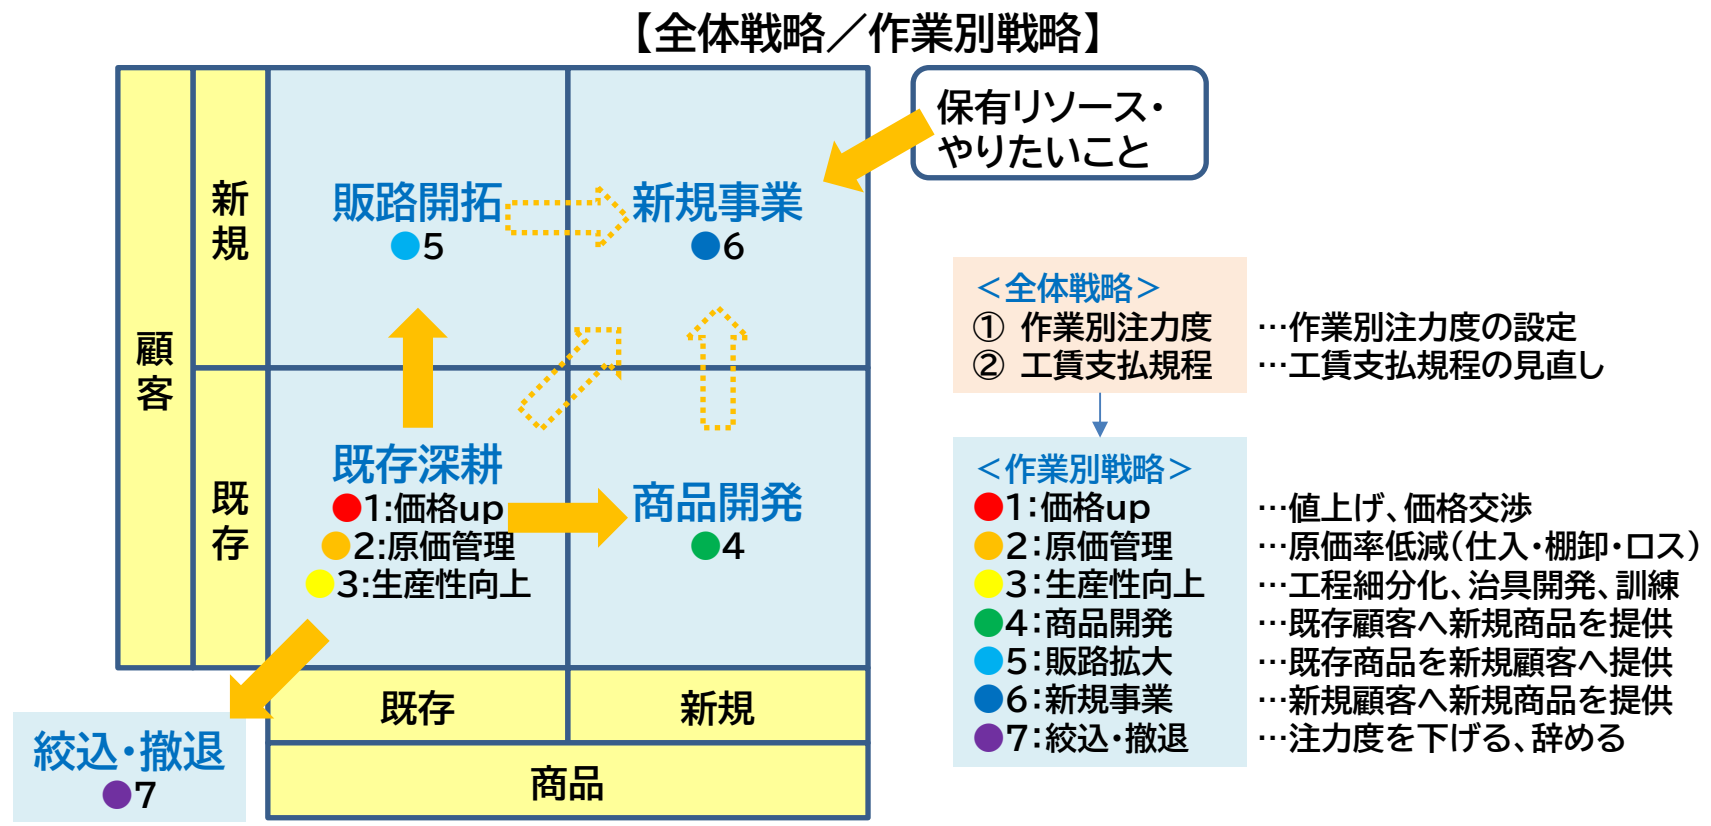 【全体戦略／作業別戦略】
保有リソース・
やりたいこと
顧客
新規
既存
販路開拓
●5
新規事業
●6
既存深耕
●1:価格up
●2:原価管理
●3:生産性向上
商品開発
●4
既存
新規
商品
絞込・撤退
●7
＜全体戦略＞
① 作業別注力度 …作業別注力度の設定
② 工賃支払規程 …工賃支払規程の見直し
＜作業別戦略＞
●1：価格up …値上げ、価格交渉
●2：原価管理 …原価率低減（仕入・棚卸・ロス）
●3：生産性向上 …工程細分化、治具開発、訓練
●4：商品開発 …既存顧客へ新規商品を提供
●5：販路拡大 …既存商品を新規顧客へ提供
●6：新規事業 …新規顧客へ新規商品を提供
●7：絞込・撤退 …注力度を下げる、辞める